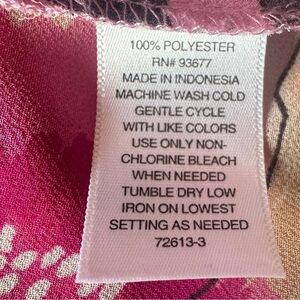 100% POLYESTER
RN# 93677
MADE IN INDONESIA
MACHINE WASH COLD
GENTLE CYCLE
WITH LIKE COLORS
USE ONLY NON-
CHLORINE BLEACH
WHEN NEEDED
TUMBLE DRY LOW
IRON ON LOWEST
SETTING AS NEEDED
72613-3